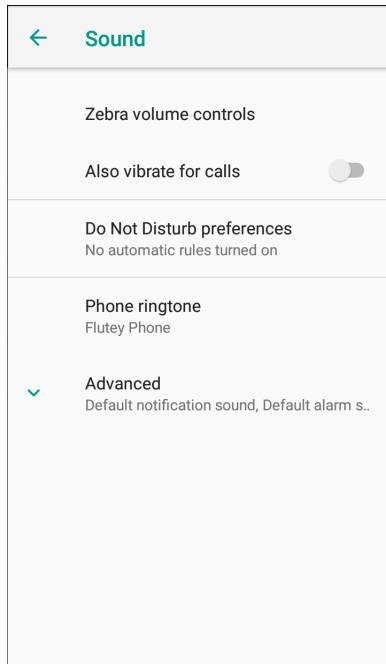 Sound
Zebra volume controls
Also vibrate for calls
Do Not Disturb preferences
No automatic rules turned on
Phone ringtone
Flutey Phone
Advanced
Default notification sound, Default alarm s..